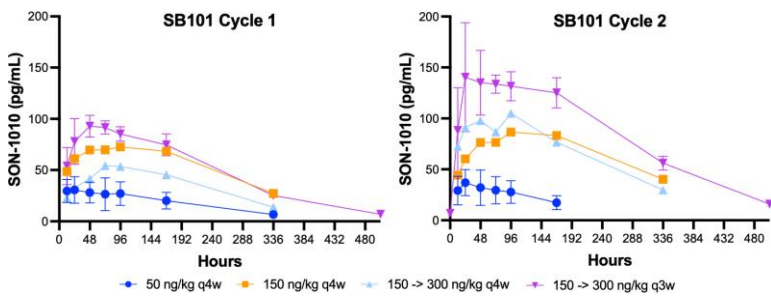 SB101 Cycle 1
SON-1010 (pg/mL)
200
150
100
50
0
0 48 96 144 192 240 288 336 384 432 480
Hours
SB101 Cycle 2
SON-1010 (pg/mL)
200
150
100
50
0
0 48 96 144 192 240 288 336 384 432 480
Hours
50 ng/kg q4w 150 ng/kg q4w 150 -> 300 ng/kg q4w 150 -> 300 ng/kg q3w